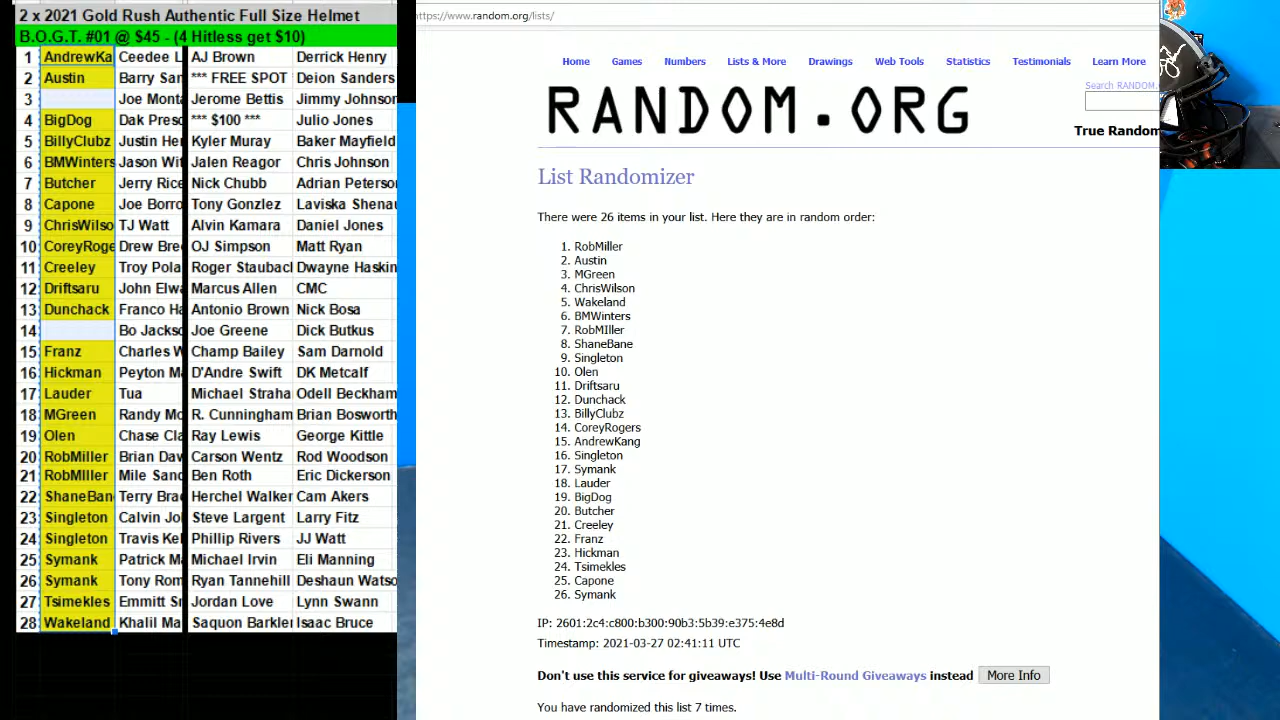 2 x 2021 Gold Rush Authentic Full Size Helmet
B.O.G.T. #01 @ $45 - (4 Hitless get $10)
1 AndrewKa Ceedee L AJ Brown Derrick Henry
2 Austin Barry San *** FREE SPOT Deion Sanders
3 Joe Monta Jerome Bettis Jimmy Johnson
4 BigDog Dak Presc *** $100 *** Julio Jones
5 BillyClubz Justin Her Kyler Muray Baker Mayfield
6 BMWinters Jason Wit Jalen Reagor Chris Johnson
7 Butcher Jerry Rice Nick Chubb Adrian Peterson
8 Capone Joe Borro Tony Gonzlez Laviska Shenau
9 ChrisWilso TJ Watt Alvin Kamara Daniel Jones
10 CoreyRoge Drew Bree OJ Simpson Matt Ryan
11 Creeley Troy Pola Roger Staubac Dwayne Haskin
12 Driftsaru John Elwa Marcus Allen CMC
13 Dunchack Franco Ha Antonio Brown Nick Bosa
14 Bo Jackso Joe Greene Dick Butkus
15 Franz Charles W Champ Bailey Sam Darnold
16 Hickman Peyton Ma D'Andre Swift DK Metcalf
17 Lauder Tua Michael Straha Odell Beckham
18 MGreen Randy Mo R. Cunningham Brian Bosworth
19 Olen Chase Cla Ray Lewis George Kittle
20 RobMiller Brian Daw Carson Wentz Rod Woodson
21 RobMIller Mile Sand Ben Roth Eric Dickerson
22 ShaneBan Terry Brad Herchel Walker Cam Akers
23 Singleton Calvin Joh Steve Largent Larry Fitz
24 Singleton Travis Kel Phillip Rivers JJ Watt
25 Symank Patrick Ma Michael Irvin Eli Manning
26 Symank Tony Rom Ryan Tannehill Deshaun Watso
27 Tsimekles Emmitt Sm Jordan Love Lynn Swann
28 Wakeland Khalil Ma Saquon Barkley Isaac Bruce
https://www.random.org/lists/
Home Games Numbers Lists & More Drawings Web Tools Statistics Testimonials Learn More
Search RANDOM.
RANDOM.ORG
True Random
List Randomizer
There were 26 items in your list. Here they are in random order:
1. RobMiller
2. Austin
3. MGreen
4. ChrisWilson
5. Wakeland
6. BMWinters
7. RobMIller
8. ShaneBane
9. Singleton
10. Olen
11. Driftsaru
12. Dunchack
13. BillyClubz
14. CoreyRogers
15. AndrewKang
16. Singleton
17. Symank
18. Lauder
19. BigDog
20. Butcher
21. Creeley
22. Franz
23. Hickman
24. Tsimekles
25. Capone
26. Symank
IP: 2601:2c4:c800:b300:90b3:5b39:e375:4e8d
Timestamp: 2021-03-27 02:41:11 UTC
Don't use this service for giveaways! Use Multi-Round Giveaways instead More Info
You have randomized this list 7 times.